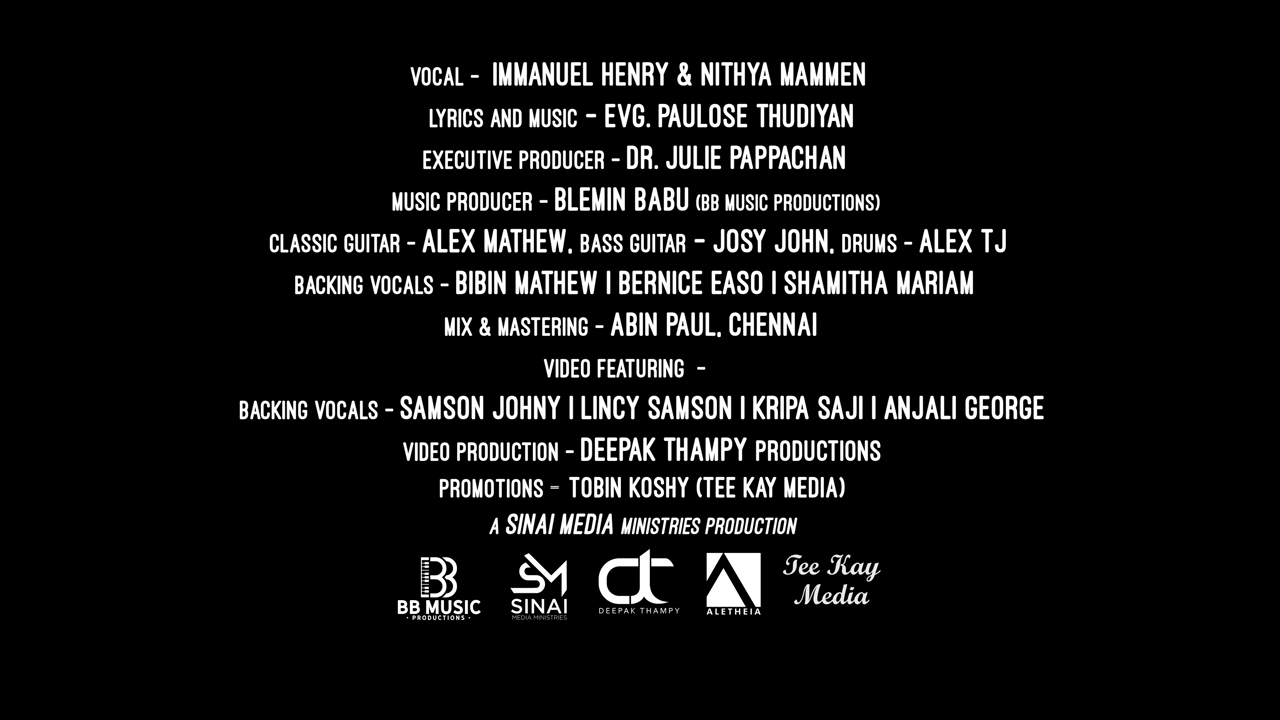 VOCAL - IMMANUEL HENRY & NITHYA MAMMEN
LYRICS AND MUSIC - EVG. PAULOSE THUDIYAN
EXECUTIVE PRODUCER - DR. JULIE PAPPACHAN
MUSIC PRODUCER - BLEMIN BABU (BB MUSIC PRODUCTIONS)
CLASSIC GUITAR - ALEX MATHEW, BASS GUITAR - JOSY JOHN, DRUMS - ALEX TJ
BACKING VOCALS - BIBIN MATHEW | BERNICE EASO | SHAMITHA MARIAM
MIX & MASTERING - ABIN PAUL, CHENNAI
VIDEO FEATURING -
BACKING VOCALS - SAMSON JOHNY | LINCY SAMSON | KRIPA SAJI | ANJALI GEORGE
VIDEO PRODUCTION - DEEPAK THAMPY PRODUCTIONS
PROMOTIONS - TOBIN KOSHY (TEE KAY MEDIA)
A SINAI MEDIA MINISTRIES PRODUCTION
BB
BB MUSIC
· PRODUCTIONS ·
SM
SINAI
MEDIA MINISTRIES
dt
DEEPAK THAMPY
ALETHEIA
Tee Kay
Media